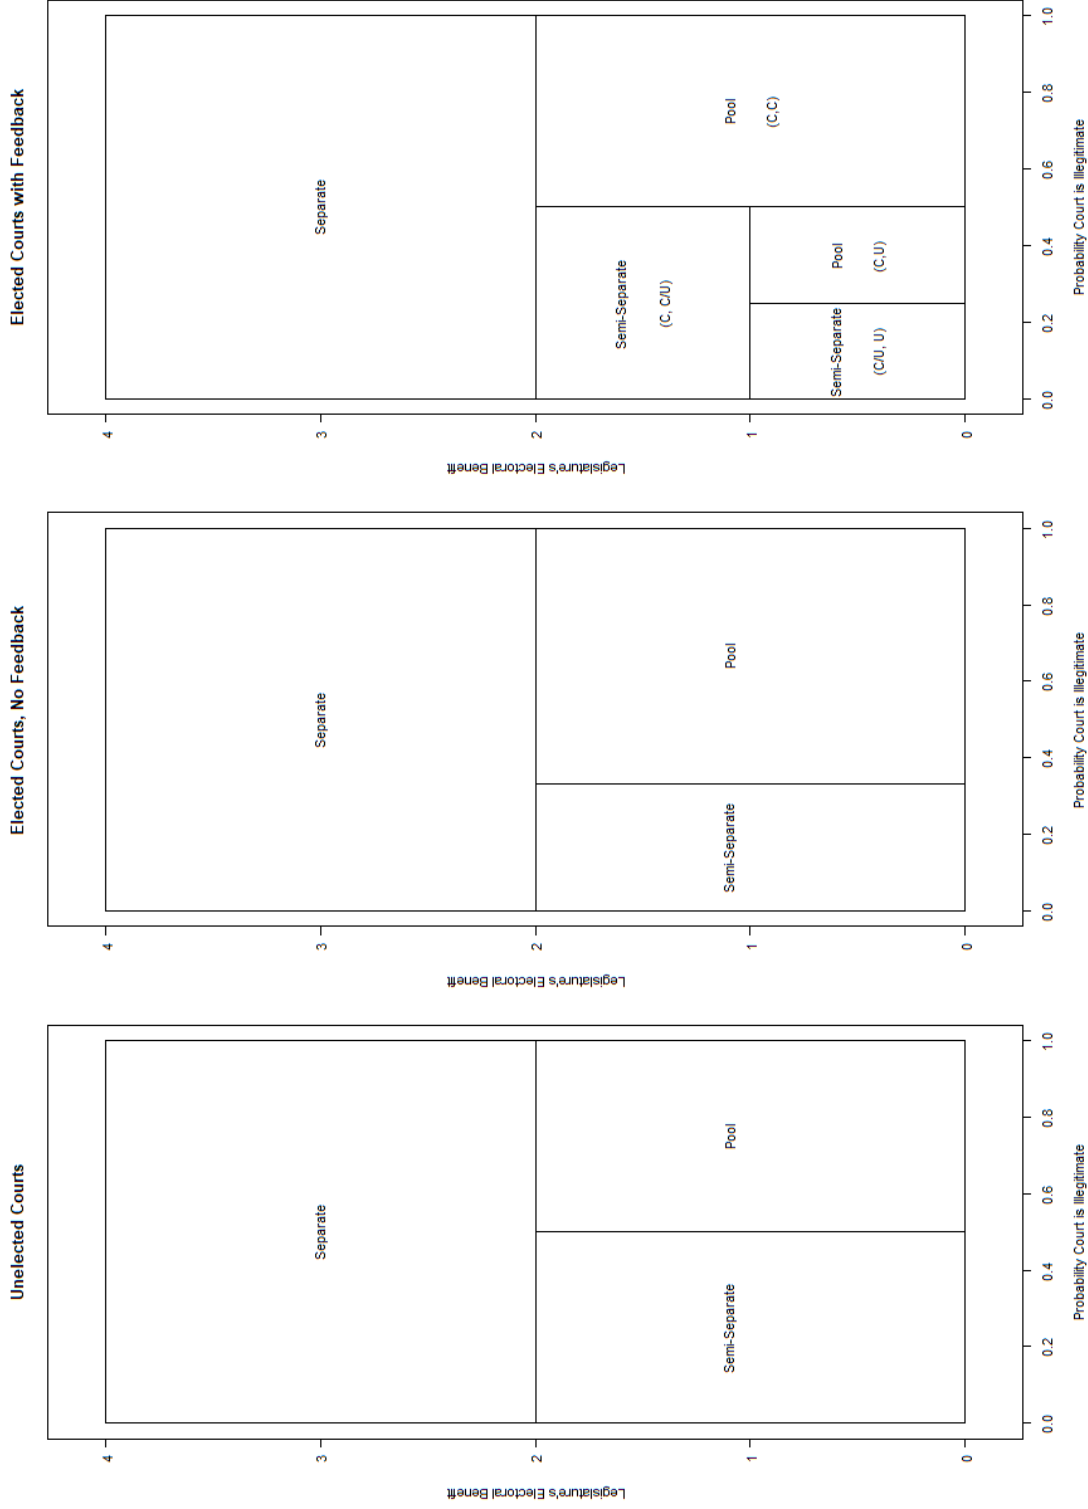 Unelected Courts
Legislature's Electoral Benefit
4
3
2
1
0
Separate
Semi-Separate
Pool
0.0
0.2
0.4
0.6
0.8
1.0
Probability Court is Illegitimate
Elected Courts, No Feedback
Legislature's Electoral Benefit
4
3
2
1
0
Separate
Semi-Separate
Pool
0.0
0.2
0.4
0.6
0.8
1.0
Probability Court is Illegitimate
Elected Courts with Feedback
Legislature's Electoral Benefit
4
3
2
1
0
Separate
Semi-Separate
(C, C/U)
Pool
(C,C)
Semi-Separate
(C/U, U)
Pool
(C,U)
0.0
0.2
0.4
0.6
0.8
1.0
Probability Court is Illegitimate